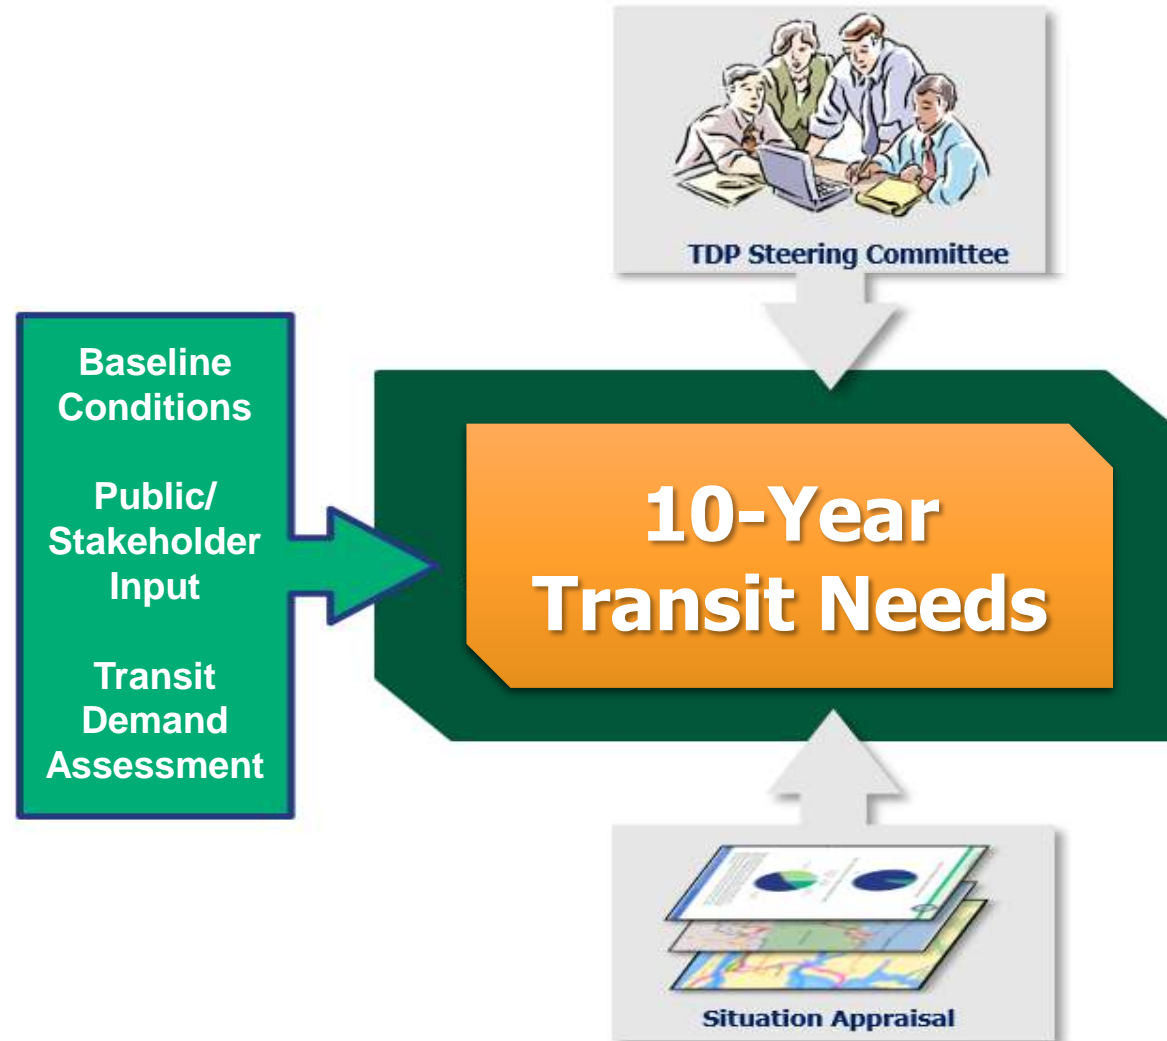 TDP Steering Committee
Baseline
Conditions
Public/
Stakeholder
Input
Transit
Demand
Assessment
10-Year
Transit Needs
Situation Appraisal